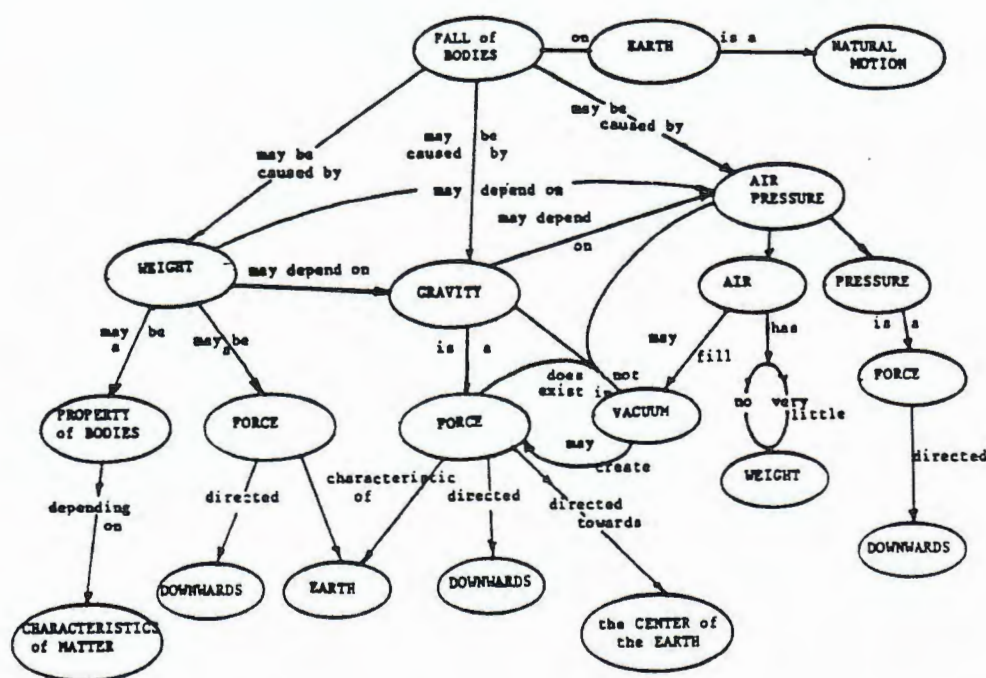 FALL of
BODIES
on
EARTH
is a
NATURAL
MOTION
may be
caused by
may be
caused by
may be
caused by
may depend on
AIR
PRESSURE
may depend
on
WEIGHT
may depend on
GRAVITY
AIR
PRESSURE
may be
a
may be
a
is a
may
fill
has
is a
does not
exist in
no very
little
FORCE
PROPERTY
of BODIES
FORCE
FORCE
VACUUM
may
create
WEIGHT
directed
depending
on
directed
characteristic
of
directed
directed
towards
DOWNWARDS
DOWNWARDS
EARTH
DOWNWARDS
CHARACTERISTICS
of MATTER
the CENTER of
the EARTH